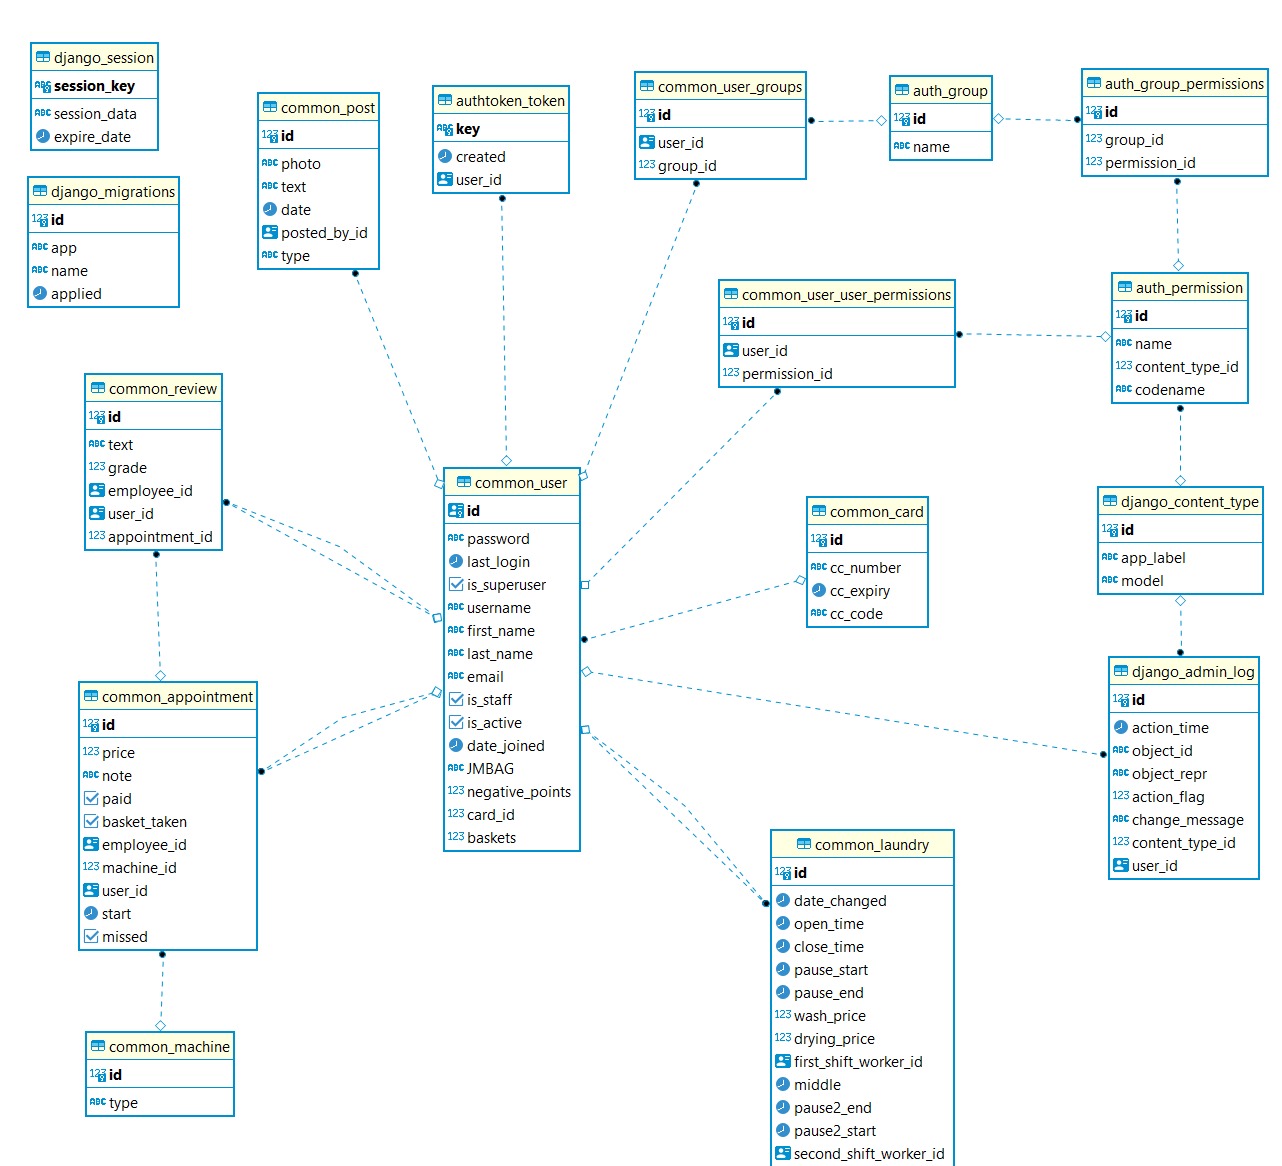 django_session
session_key
session_data
expire_date
django_migrations
id
app
name
applied
common_post
id
photo
text
date
posted_by_id
type
authtoken_token
key
created
user_id
common_user_groups
id
user_id
group_id
auth_group
id
name
auth_group_permissions
id
group_id
permission_id
common_user_user_permissions
id
user_id
permission_id
auth_permission
id
name
content_type_id
codename
common_review
id
text
grade
employee_id
user_id
appointment_id
common_user
id
password
last_login
is_superuser
username
first_name
last_name
email
is_staff
is_active
date_joined
JMBAG
negative_points
card_id
baskets
common_card
id
cc_number
cc_expiry
cc_code
django_content_type
id
app_label
model
common_appointment
id
price
note
paid
basket_taken
employee_id
machine_id
user_id
start
missed
django_admin_log
id
action_time
object_id
object_repr
action_flag
change_message
content_type_id
user_id
common_laundry
id
date_changed
open_time
close_time
pause_start
pause_end
wash_price
drying_price
first_shift_worker_id
middle
pause2_end
pause2_start
second_shift_worker_id
common_machine
id
type